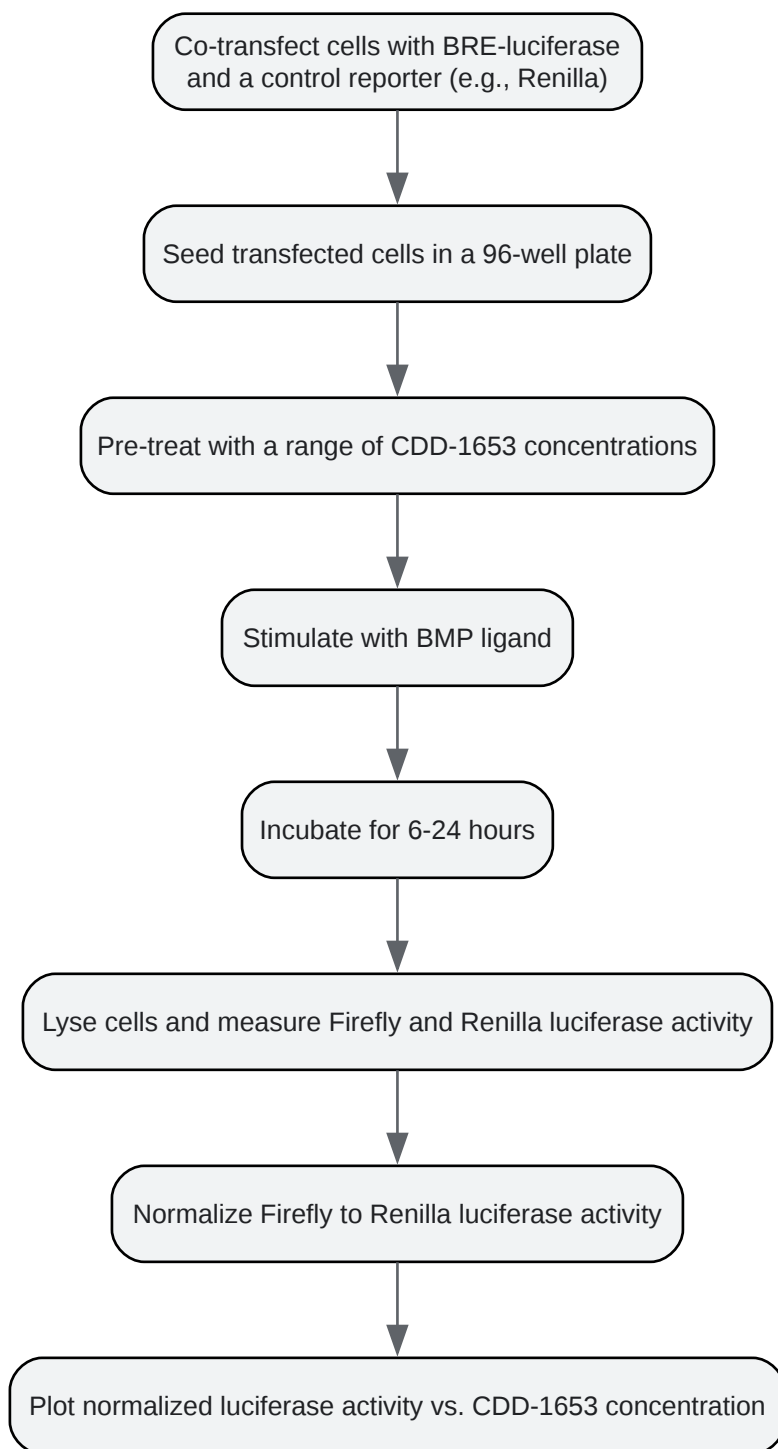 Co-transfect cells with BRE-luciferase
and a control reporter (e.g., Renilla)
Seed transfected cells in a 96-well plate
Pre-treat with a range of CDD-1653 concentrations
Stimulate with BMP ligand
Incubate for 6-24 hours
Lyse cells and measure Firefly and Renilla luciferase activity
Normalize Firefly to Renilla luciferase activity
Plot normalized luciferase activity vs. CDD-1653 concentration